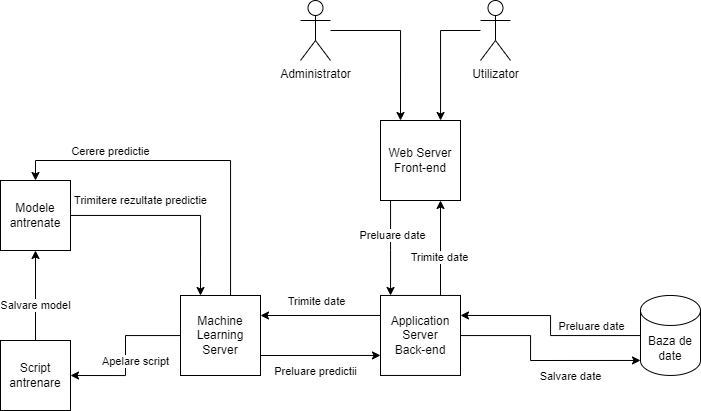 Administrator
Utilizator
Cerere predictie
Web Server
Front-end
Modele
antrenate
Trimitere rezultate predictie
Preluare date
Trimite date
Salvare model
Machine
Learning
Server
Trimite date
Application
Server
Back-end
Preluare date
Baza de
date
Script
antrenare
Apelare script
Preluare predictii
Salvare date